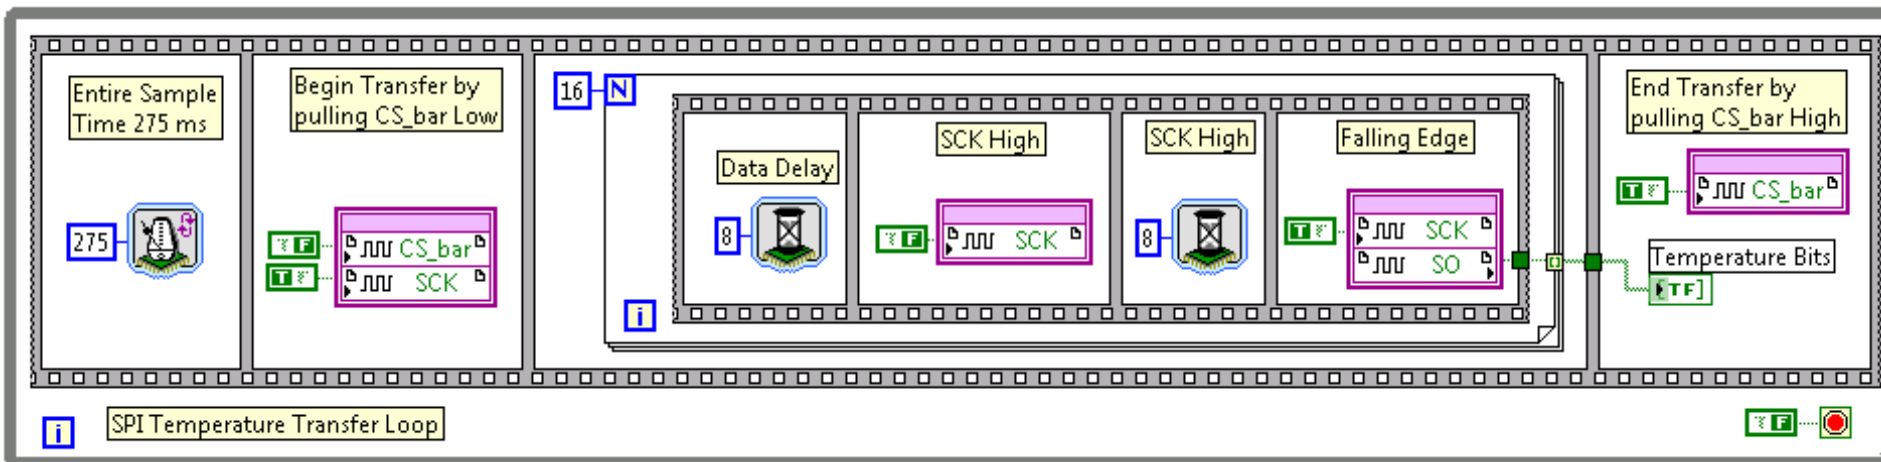 Entire Sample
Time 275 ms
275
Begin Transfer by
pulling CS_bar Low
F
CS_bar
T
SCK
16
N
Data Delay
8
SCK High
F
SCK
SCK High
8
Falling Edge
T
SCK
SO
i
End Transfer by
pulling CS_bar High
T
CS_bar
Temperature Bits
TF
i
SPI Temperature Transfer Loop
F